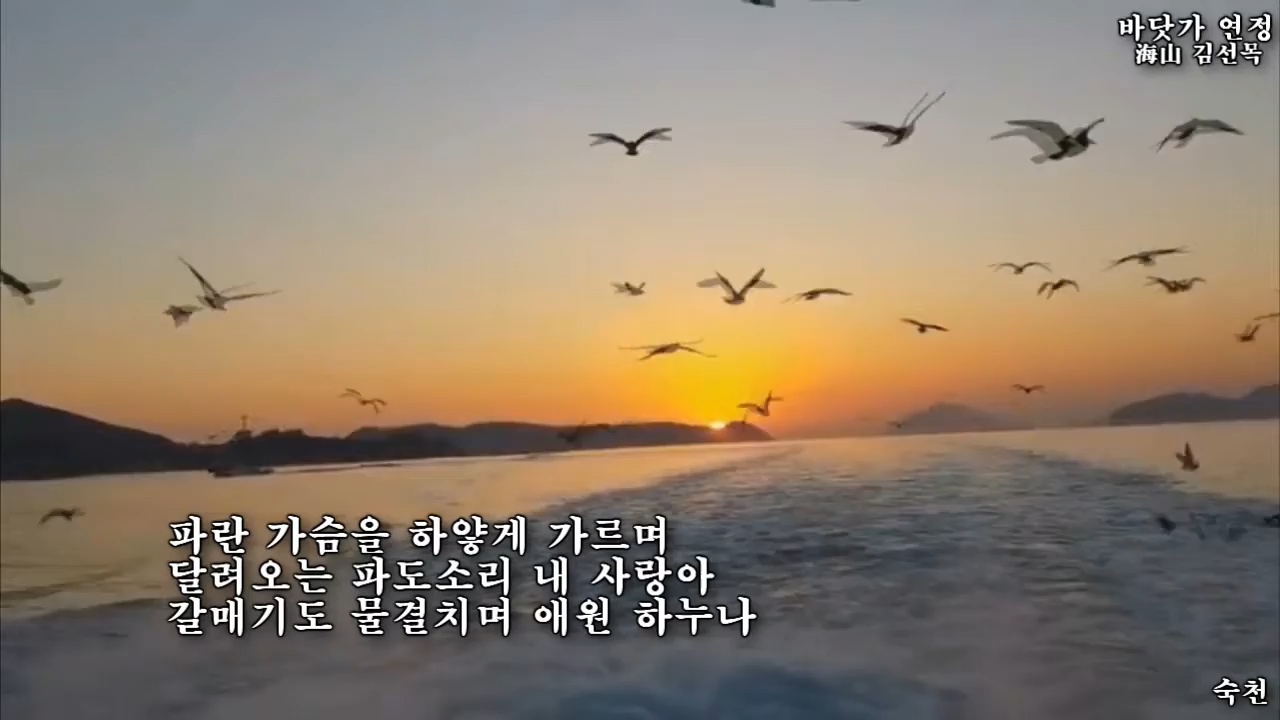 바닷가 연정
海山 김선목
파란 가슴을 하얗게 가르며
달려오는 파도소리 내 사랑아
갈매기도 물결치며 애원 하누나
숙천